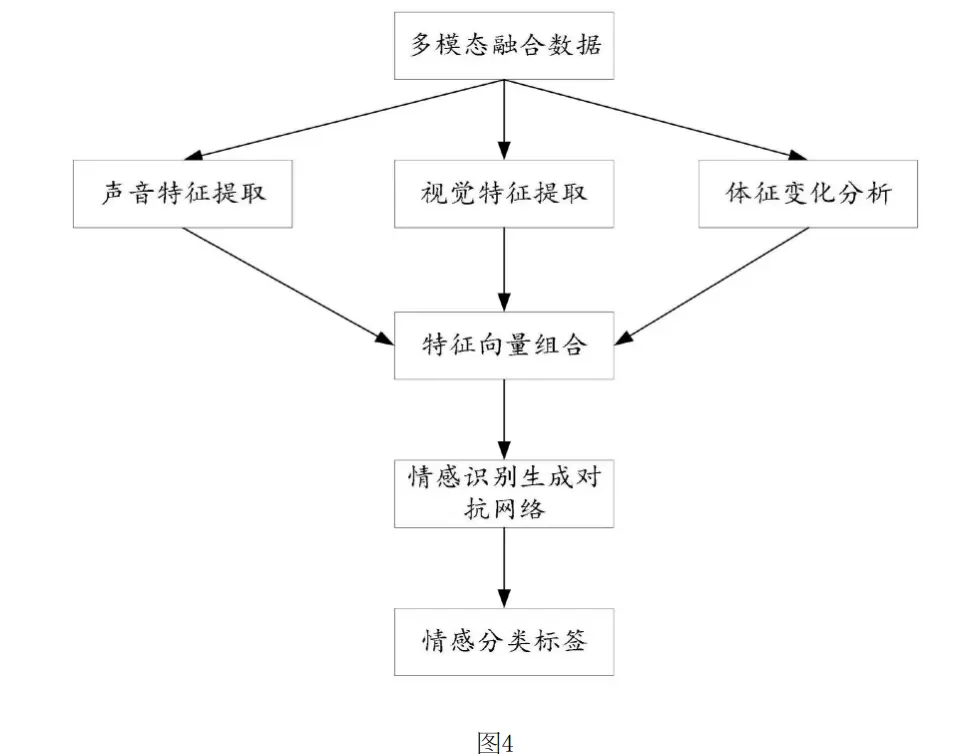 多模态融合数据
声音特征提取
视觉特征提取
体征变化分析
特征向量组合
情感识别生成对
抗网络
情感分类标签
图4